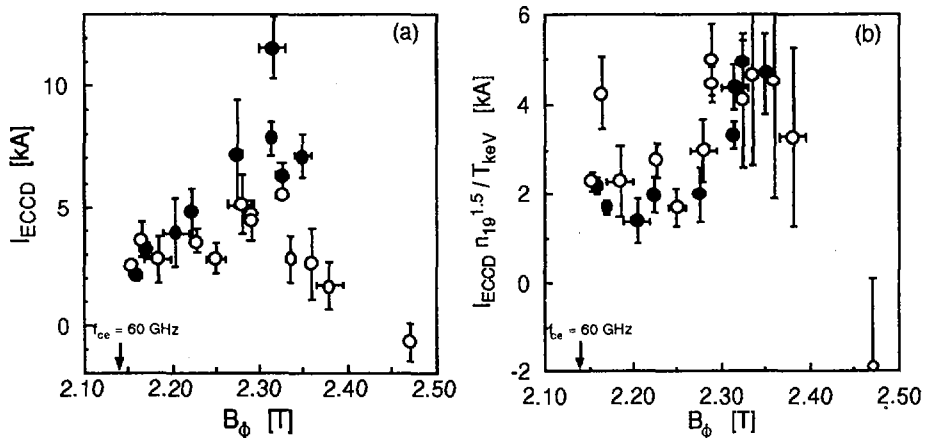 (a)
I_ECCD [kA]
10
5
0
f_ce = 60 GHz
2.10 2.20 2.30 2.40 2.50
B_ϕ [T]
(b)
I_ECCD n_19^1.5 / T_keV [kA]
6
4
2
0
-2
f_ce = 60 GHz
2.10 2.20 2.30 2.40 2.50
B_ϕ [T]